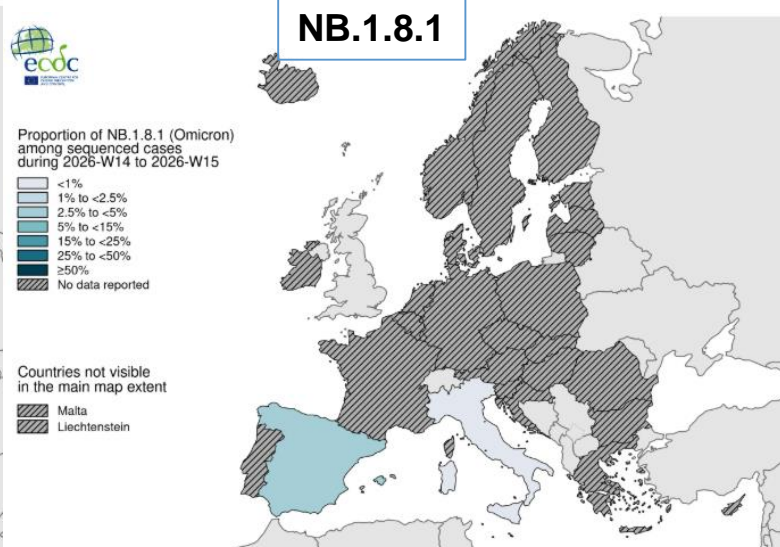 NB.1.8.1
ecdc
Proportion of NB.1.8.1 (Omicron)
among sequenced cases
during 2026-W14 to 2026-W15
<1%
1% to <2.5%
2.5% to <5%
5% to <15%
15% to <25%
25% to <50%
≥50%
No data reported
Countries not visible
in the main map extent
Malta
Liechtenstein